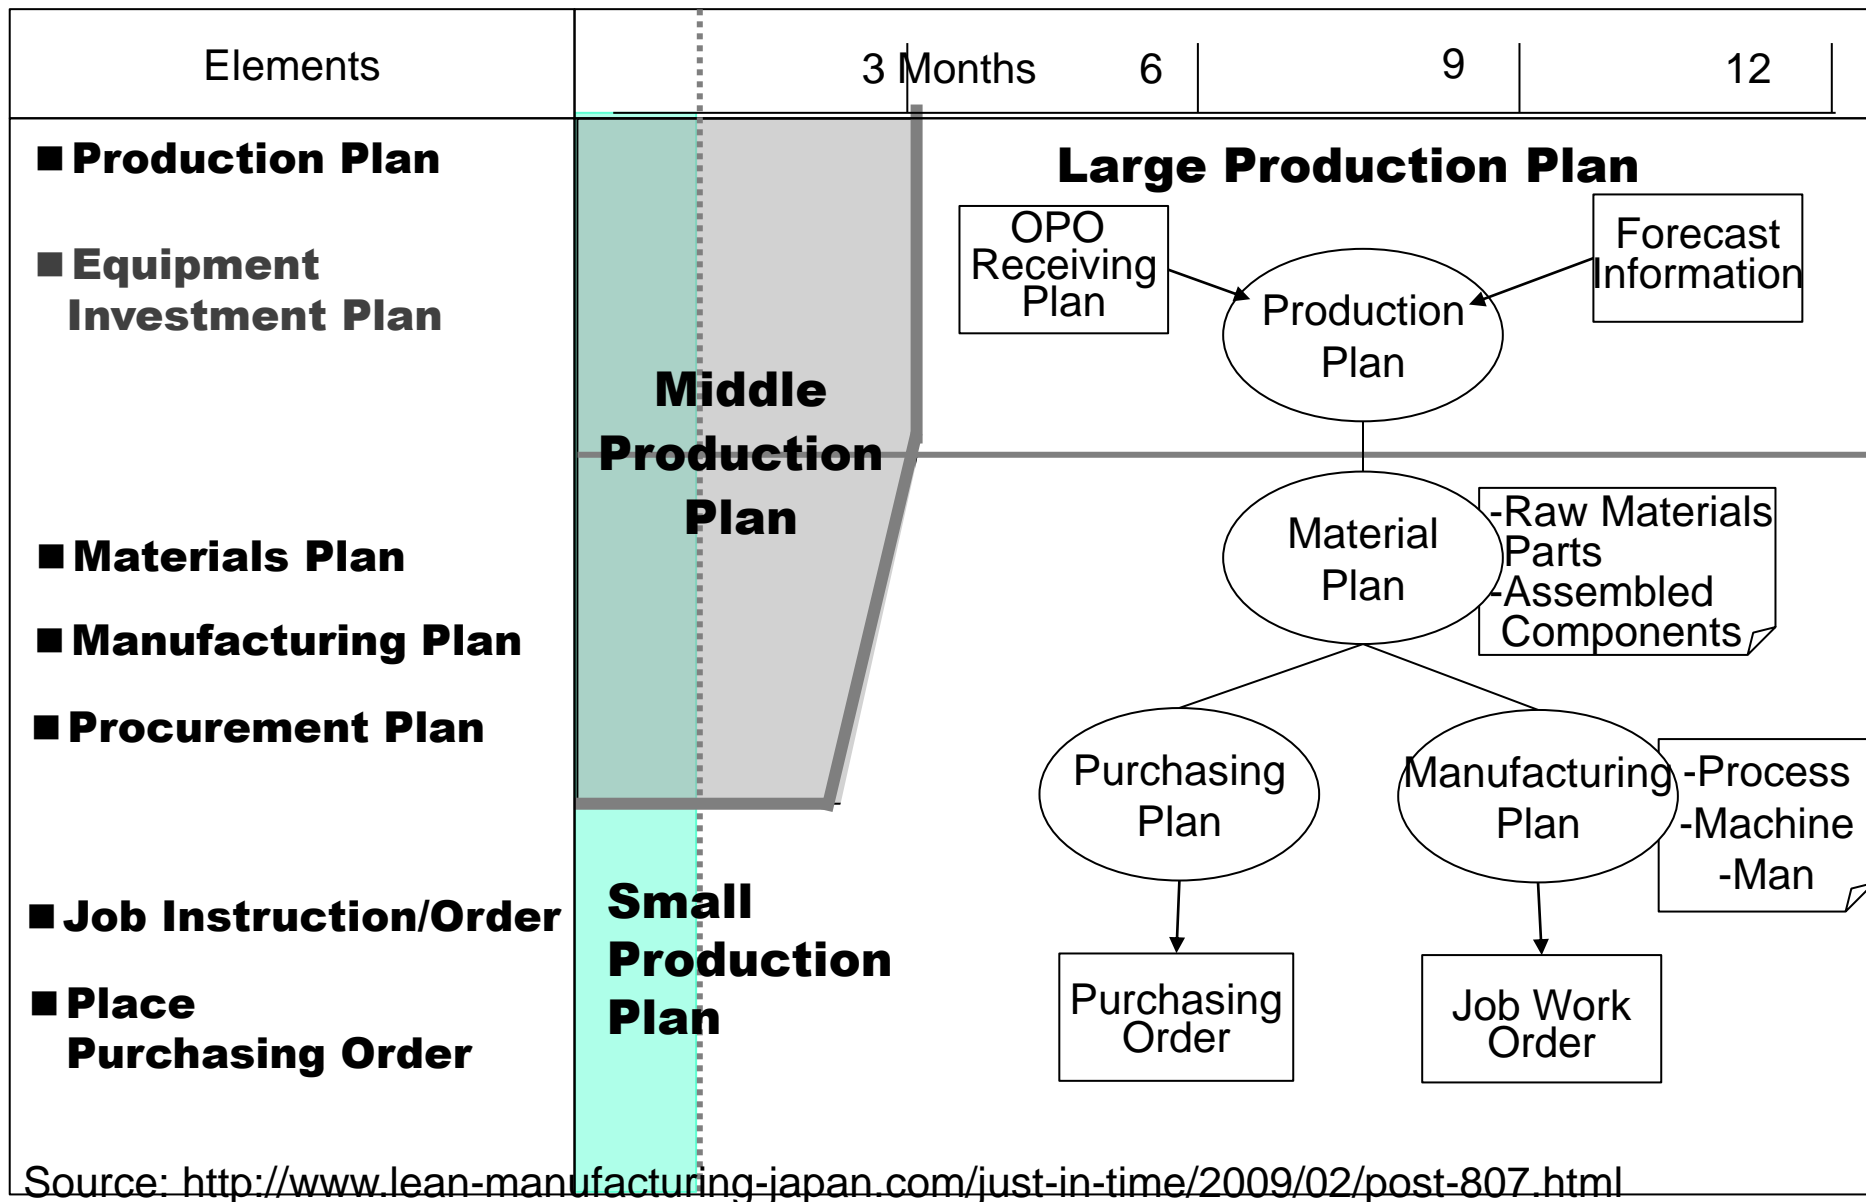 Elements
3 Months
6
9
12
■ Production Plan
■ Equipment
Investment Plan
■ Materials Plan
■ Manufacturing Plan
■ Procurement Plan
■ Job Instruction/Order
■ Place
Purchasing Order
Middle
Production
Plan
Small
Production
Plan
Large Production Plan
OPO
Receiving
Plan
Forecast
Information
Production
Plan
Material
Plan
-Raw Materials
Parts
-Assembled
Components
Purchasing
Plan
Manufacturing
Plan
-Process
-Machine
-Man
Purchasing
Order
Job Work
Order
Source: http://www.lean-manufacturing-japan.com/just-in-time/2009/02/post-807.html